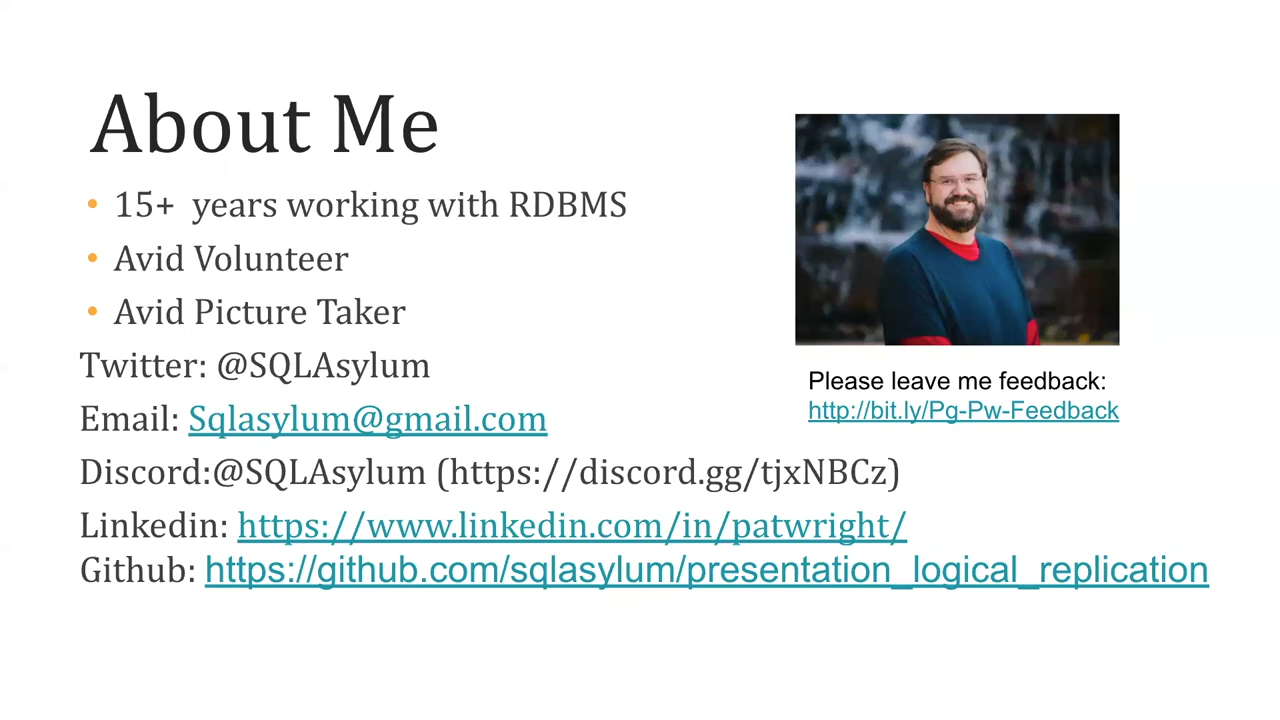 About Me
15+ years working with RDBMS
Avid Volunteer
Avid Picture Taker
Twitter: @SQLAsylum
Email: Sqlasylum@gmail.com
Discord:@SQLAsylum (https://discord.gg/tjxNBCz)
Linkedin: https://www.linkedin.com/in/patwright/
Github: https://github.com/sqlasylum/presentation_logical_replication
Please leave me feedback:
http://bit.ly/Pg-Pw-Feedback